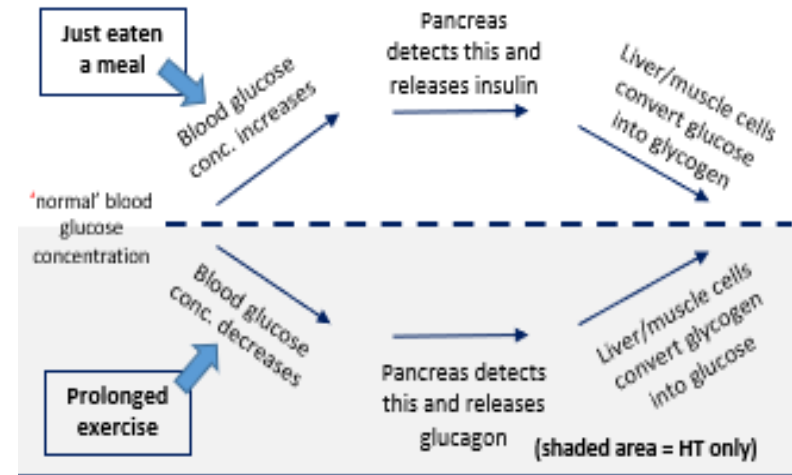 Just eaten
a meal
Blood glucose
conc. increases
Pancreas
detects this and
releases insulin
Liver/muscle cells
convert glucose
into glycogen
'normal' blood
glucose
concentration
Blood glucose
conc. decreases
Prolonged
exercise
Pancreas detects
this and releases
glucagon
Liver/muscle cells
convert glycogen
into glucose
(shaded area = HT only)